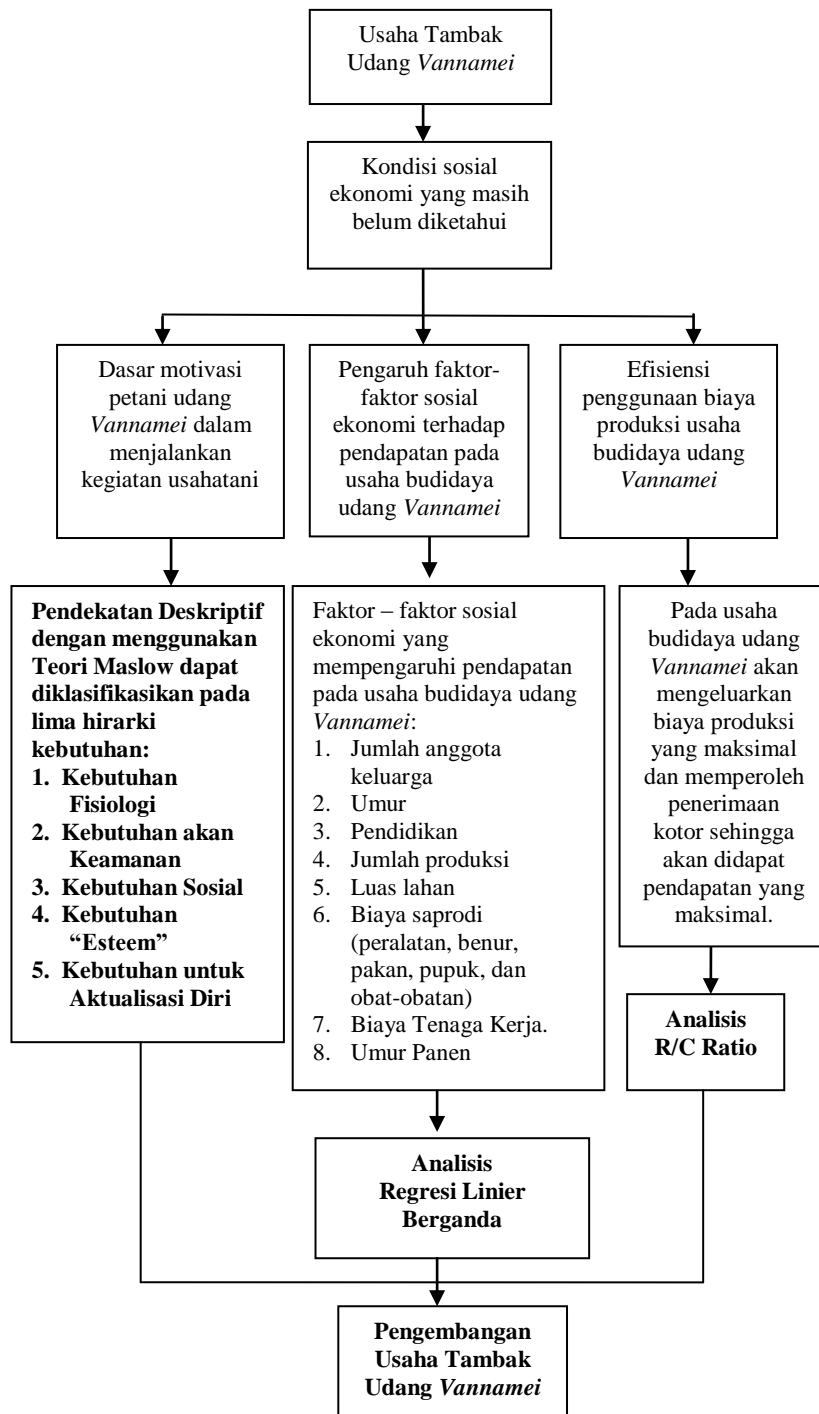 Usaha Tambak
Udang Vannamei
Kondisi sosial
ekonomi yang masih
belum diketahui
Dasar motivasi
petani udang
Vannamei dalam
menjalankan
kegiatan usahatani
Pengaruh faktor-
faktor sosial
ekonomi terhadap
pendapatan pada
usaha budidaya
udang Vannamei
Efisiensi
penggunaan biaya
produksi usaha
budidaya udang
Vannamei
Pendekatan Deskriptif
dengan menggunakan
Teori Maslow dapat
diklasifikasikan pada
lima hirarki
kebutuhan:
1. Kebutuhan
Fisiologi
2. Kebutuhan akan
Keamanan
3. Kebutuhan Sosial
4. Kebutuhan
“Esteem”
5. Kebutuhan untuk
Aktualisasi Diri
Faktor – faktor sosial
ekonomi yang
mempengaruhi pendapatan
pada usaha budidaya udang
Vannamei:
1. Jumlah anggota
keluarga
2. Umur
3. Pendidikan
4. Jumlah produksi
5. Luas lahan
6. Biaya saprodi
(peralatan, benur,
pakan, pupuk, dan
obat-obatan)
7. Biaya Tenaga Kerja.
8. Umur Panen
Pada usaha
budidaya udang
Vannamei akan
mengeluarkan
biaya produksi
yang maksimal
dan memperoleh
penerimaan
kotor sehingga
akan didapat
pendapatan yang
maksimal.
Analisis
R/C Ratio
Analisis
Regresi Linier
Berganda
Pengembangan
Usaha Tambak
Udang Vannamei